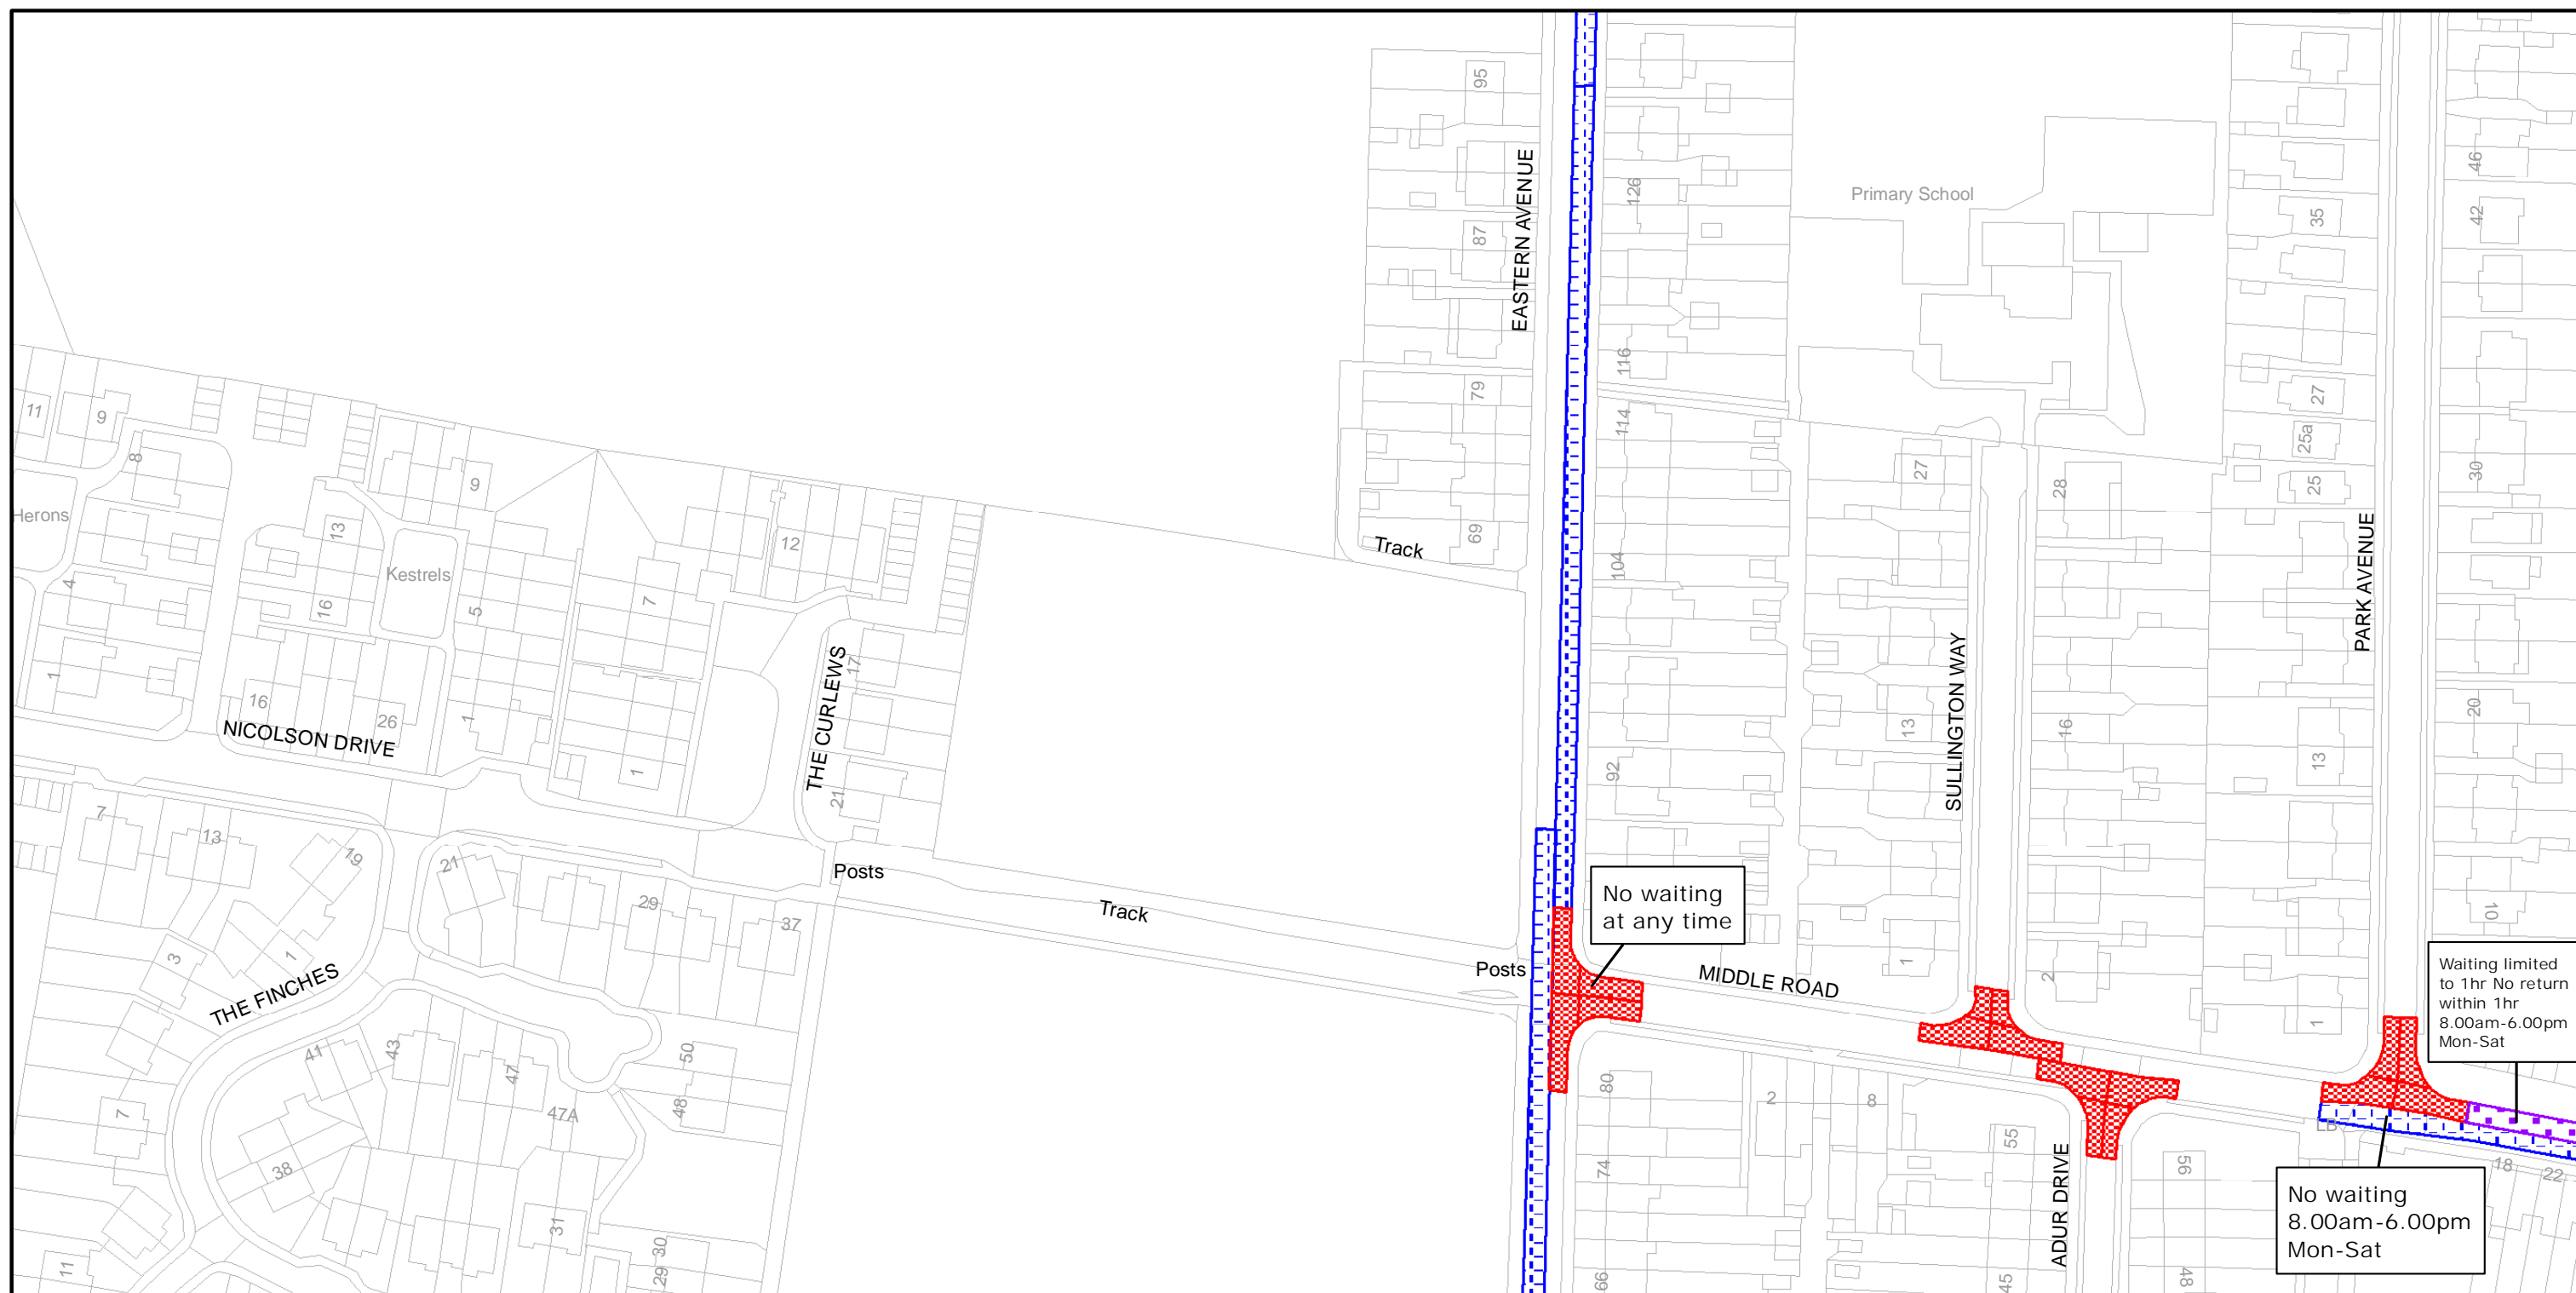 95
EASTERN AVENUE
87
79
69
Track
126
116
114
104
92
Primary School
27
28
SULLINGTON WAY
13
16
1
2
35
27
25a
25
13
1
PARK AVENUE
46
42
30
20
10
11
9
8
Herons
4
1
13
16
Kestrels
9
5
1
16
26
NICOLSON DRIVE
7
12
1
THE CURLEWS
17
21
Posts
Track
Posts
7
13
19
21
29
37
3
1
THE FINCHES
41
43
47
47A
50
48
7
38
31
30
29
11
No waiting
at any time
MIDDLE ROAD
80
74
66
2
8
55
45
ADUR DRIVE
56
48
LB
18
22
Waiting limited
to 1hr No return
within 1hr
8.00am-6.00pm
Mon-Sat
No waiting
8.00am-6.00pm
Mon-Sat